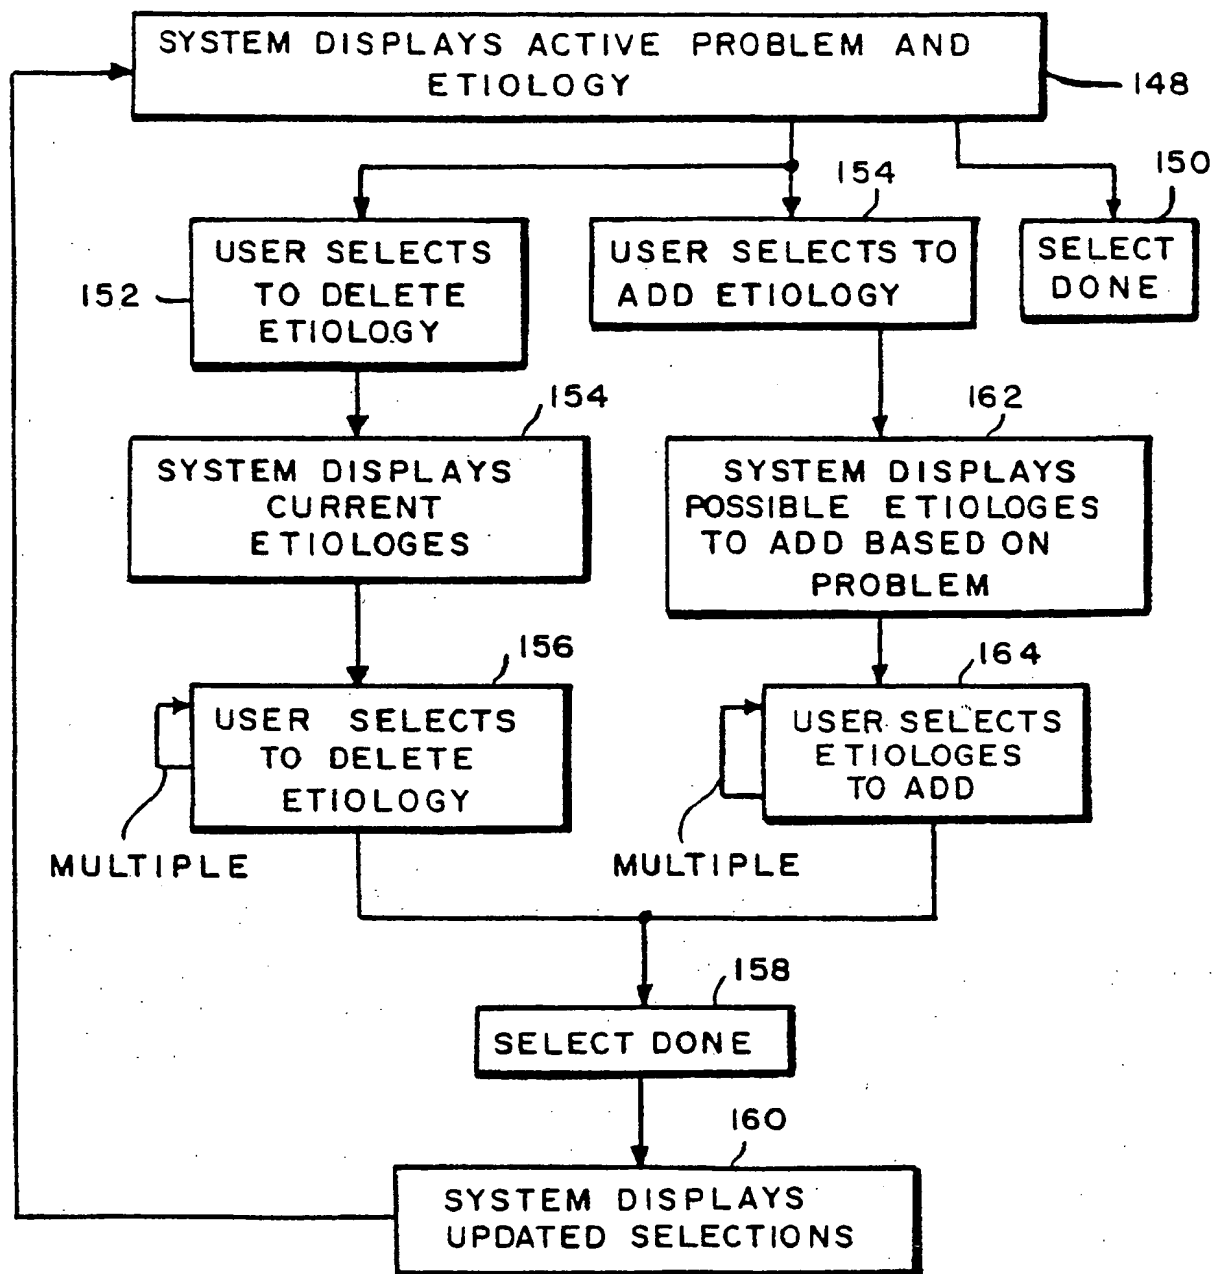 SYSTEM DISPLAYS ACTIVE PROBLEM AND
ETIOLOGY
148
154
150
USER SELECTS
TO DELETE
ETIOLOGY
152
USER SELECTS TO
ADD ETIOLOGY
SELECT
DONE
154
162
SYSTEM DISPLAYS
CURRENT
ETIOLOGES
SYSTEM DISPLAYS
POSSIBLE ETIOLOGES
TO ADD BASED ON
PROBLEM
156
164
USER SELECTS
TO DELETE
ETIOLOGY
USER SELECTS
ETIOLOGES
TO ADD
MULTIPLE
MULTIPLE
158
SELECT DONE
160
SYSTEM DISPLAYS
UPDATED SELECTIONS